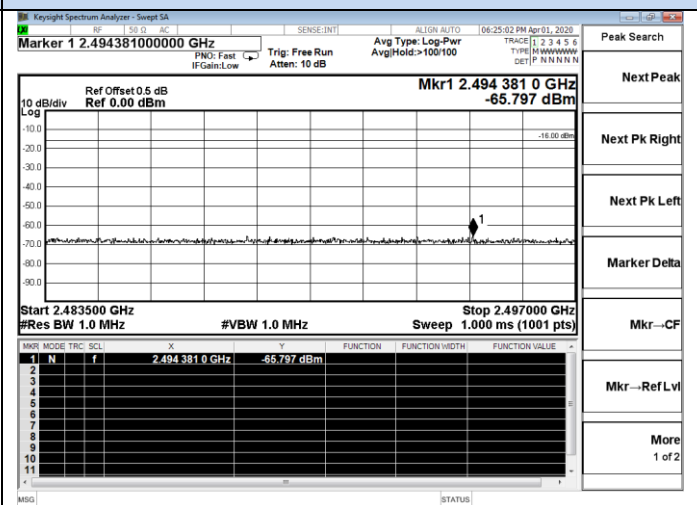 Keysight Spectrum Analyzer - Swept SA
RF 50 Ω AC SENSE:INT ALIGN AUTO 06:25:02 PM Apr 01, 2020
Marker 1 2.494381000000 GHz
PNO: Fast
IFGain:Low
Trig: Free Run
Atten: 10 dB
Avg Type: Log-Pwr
Avg|Hold:>100/100
TRACE 1 2 3 4 5 6
TYPE M WWWWW
DET P N N N N N
Peak Search
Next Peak
Next Pk Right
Next Pk Left
Marker Delta
Mkr→CF
Mkr→Ref Lvl
More
1 of 2
Ref Offset 0.5 dB
10 dB/div Ref 0.00 dBm
Log
Mkr1 2.494 381 0 GHz
-65.797 dBm
-10.0
-16.00 dBm
-20.0
-30.0
-40.0
-50.0
-60.0
1
-70.0
-80.0
-90.0
Start 2.483500 GHz Stop 2.497000 GHz
#Res BW 1.0 MHz #VBW 1.0 MHz Sweep 1.000 ms (1001 pts)
MKR MODE TRC SCL X Y FUNCTION FUNCTION WIDTH FUNCTION VALUE
1 N f 2.494 381 0 GHz -65.797 dBm
2
3
4
5
6
7
8
9
10
11
MSG STATUS